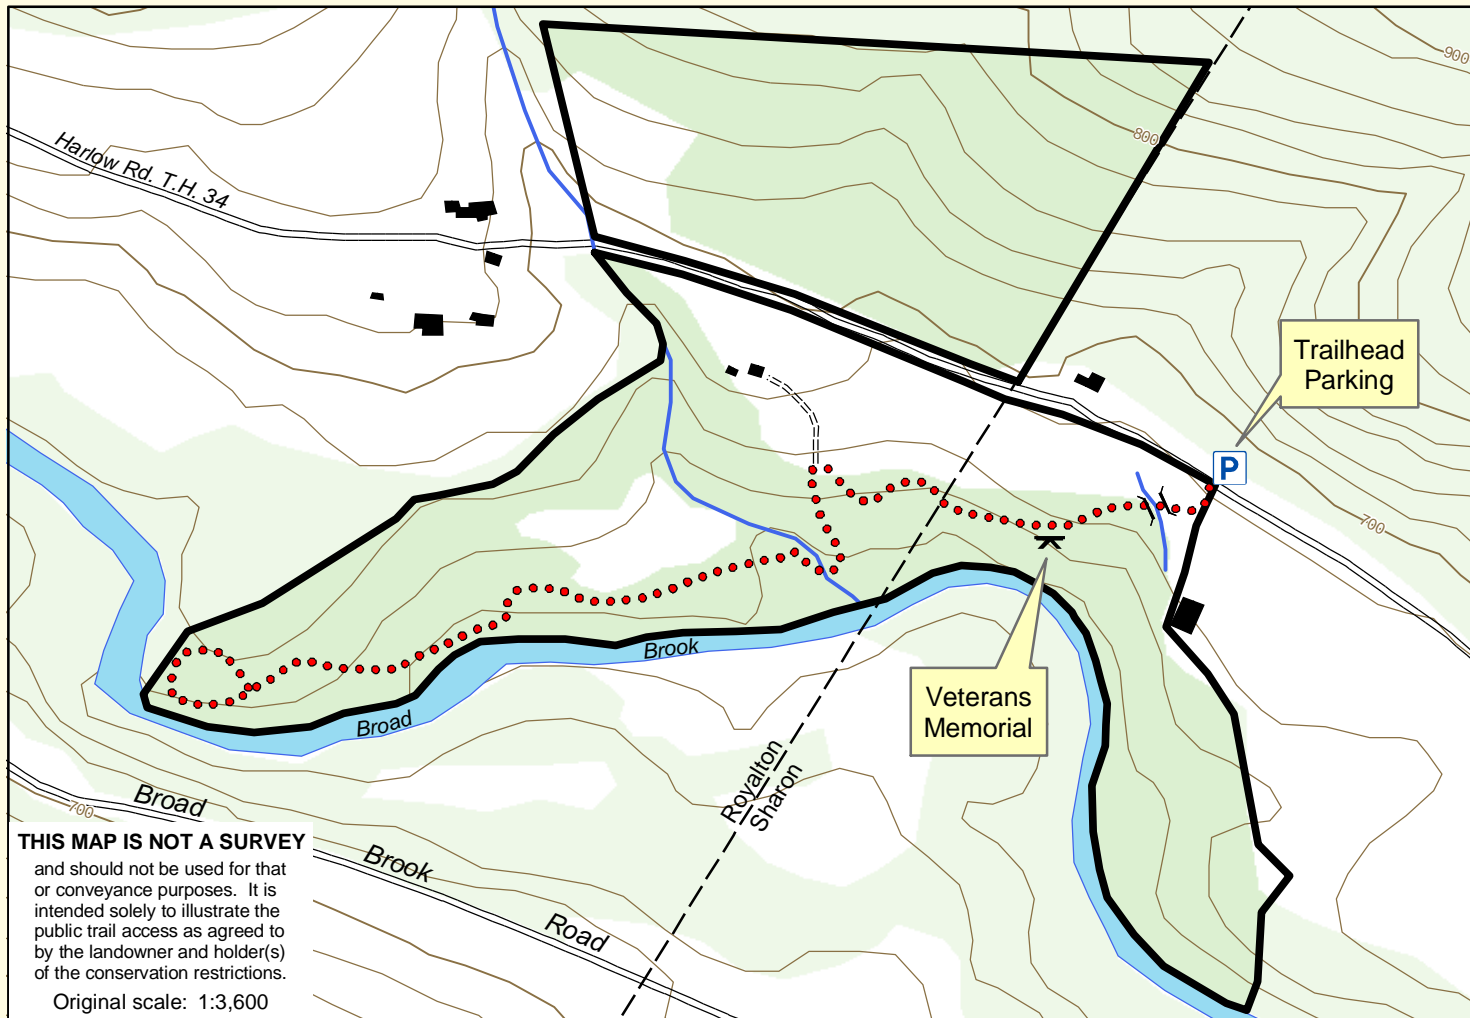 900
800
Harlow Rd. T.H. 34
Trailhead
Parking
P
700
Brook
Broad
Veterans
Memorial
Royalton
Sharon
Broad
Brook
Road
700
THIS MAP IS NOT A SURVEY
and should not be used for that
or conveyance purposes. It is
intended solely to illustrate the
public trail access as agreed to
by the landowner and holder(s)
of the conservation restrictions.
Original scale: 1:3,600